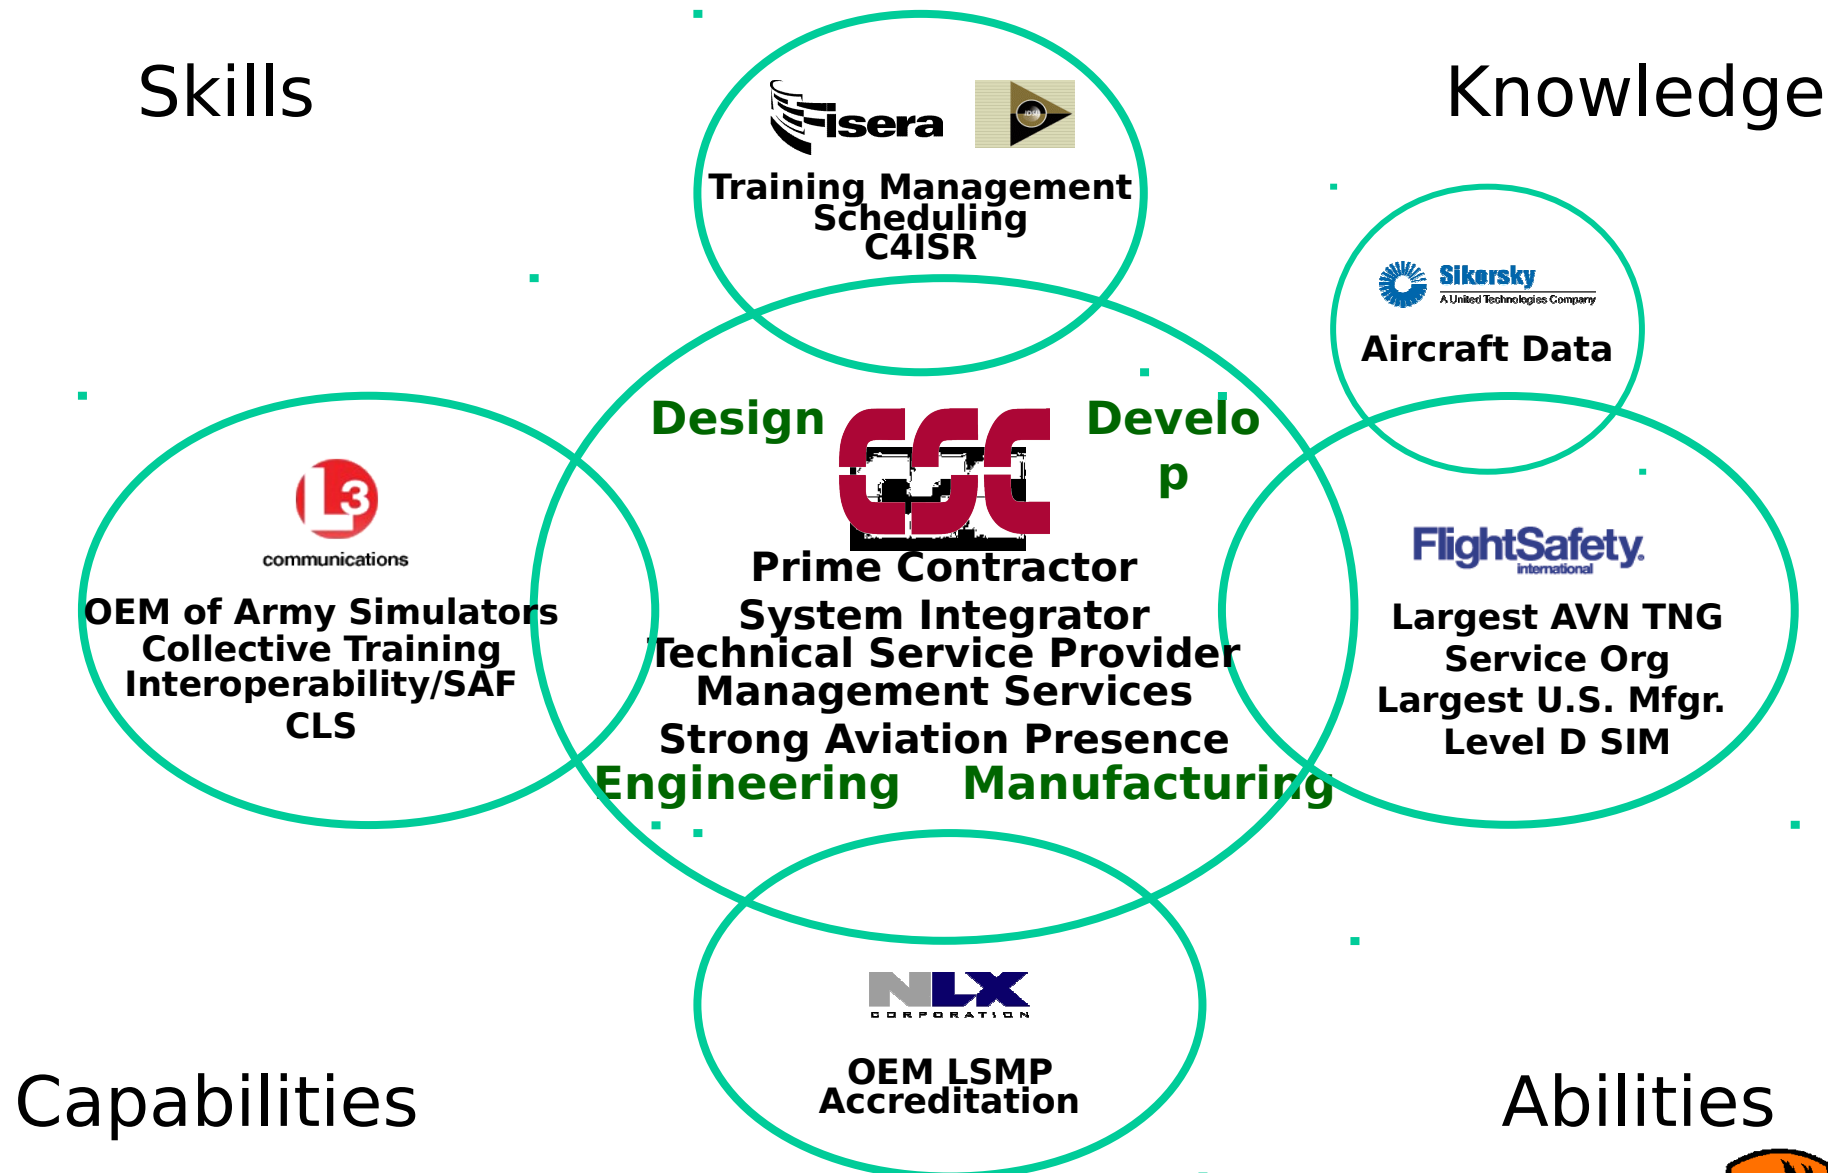 Skills
Knowledge
isera
Training Management
Scheduling
C4ISR
Sikorsky
A United Technologies Company
Aircraft Data
Design
CSC
Develo
p
L3
communications
OEM of Army Simulators
Collective Training
Interoperability/SAF
CLS
Prime Contractor
System Integrator
Technical Service Provider
Management Services
Strong Aviation Presence
Engineering
Manufacturing
FlightSafety
international
Largest AVN TNG
Service Org
Largest U.S. Mfgr.
Level D SIM
NLX
CORPORATION
OEM LSMP
Accreditation
Capabilities
Abilities